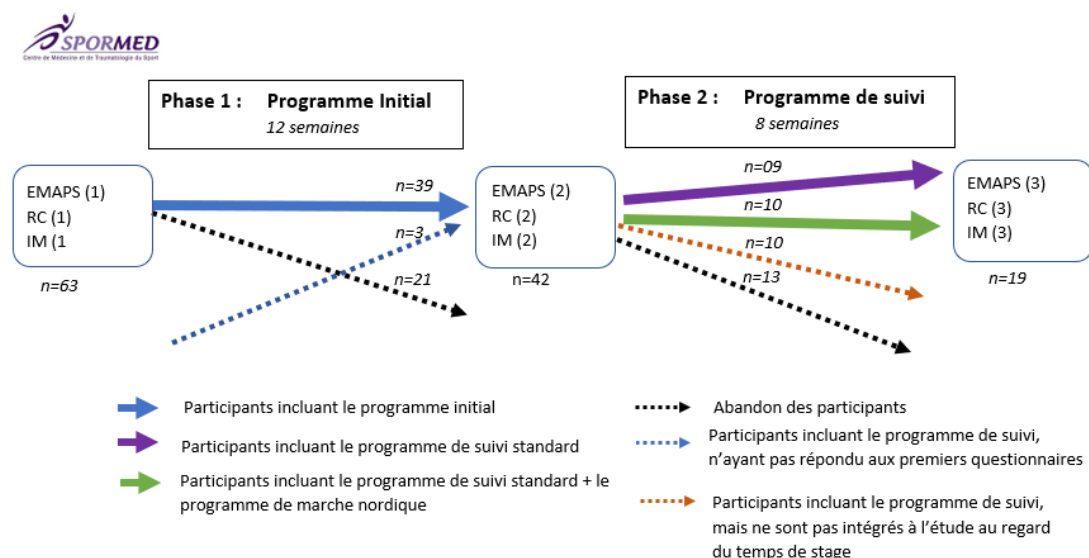 SPORMED
Centre de Médecine et de Traumatologie du Sport
Phase 1 : Programme Initial
12 semaines
Phase 2 : Programme de suivi
8 semaines
EMAPS (1)
RC (1)
IM (1
n=63
n=39
n=3
n=21
EMAPS (2)
RC (2)
IM (2)
n=42
n=09
n=10
n=10
n=13
EMAPS (3)
RC (3)
IM (3)
n=19
Participants incluant le programme initial
Participants incluant le programme de suivi standard
Participants incluant le programme de suivi standard + le
programme de marche nordique
Abandon des participants
Participants incluant le programme de suivi,
n'ayant pas répondu aux premiers questionnaires
Participants incluant le programme de suivi,
mais ne sont pas intégrés à l'étude au regard
du temps de stage